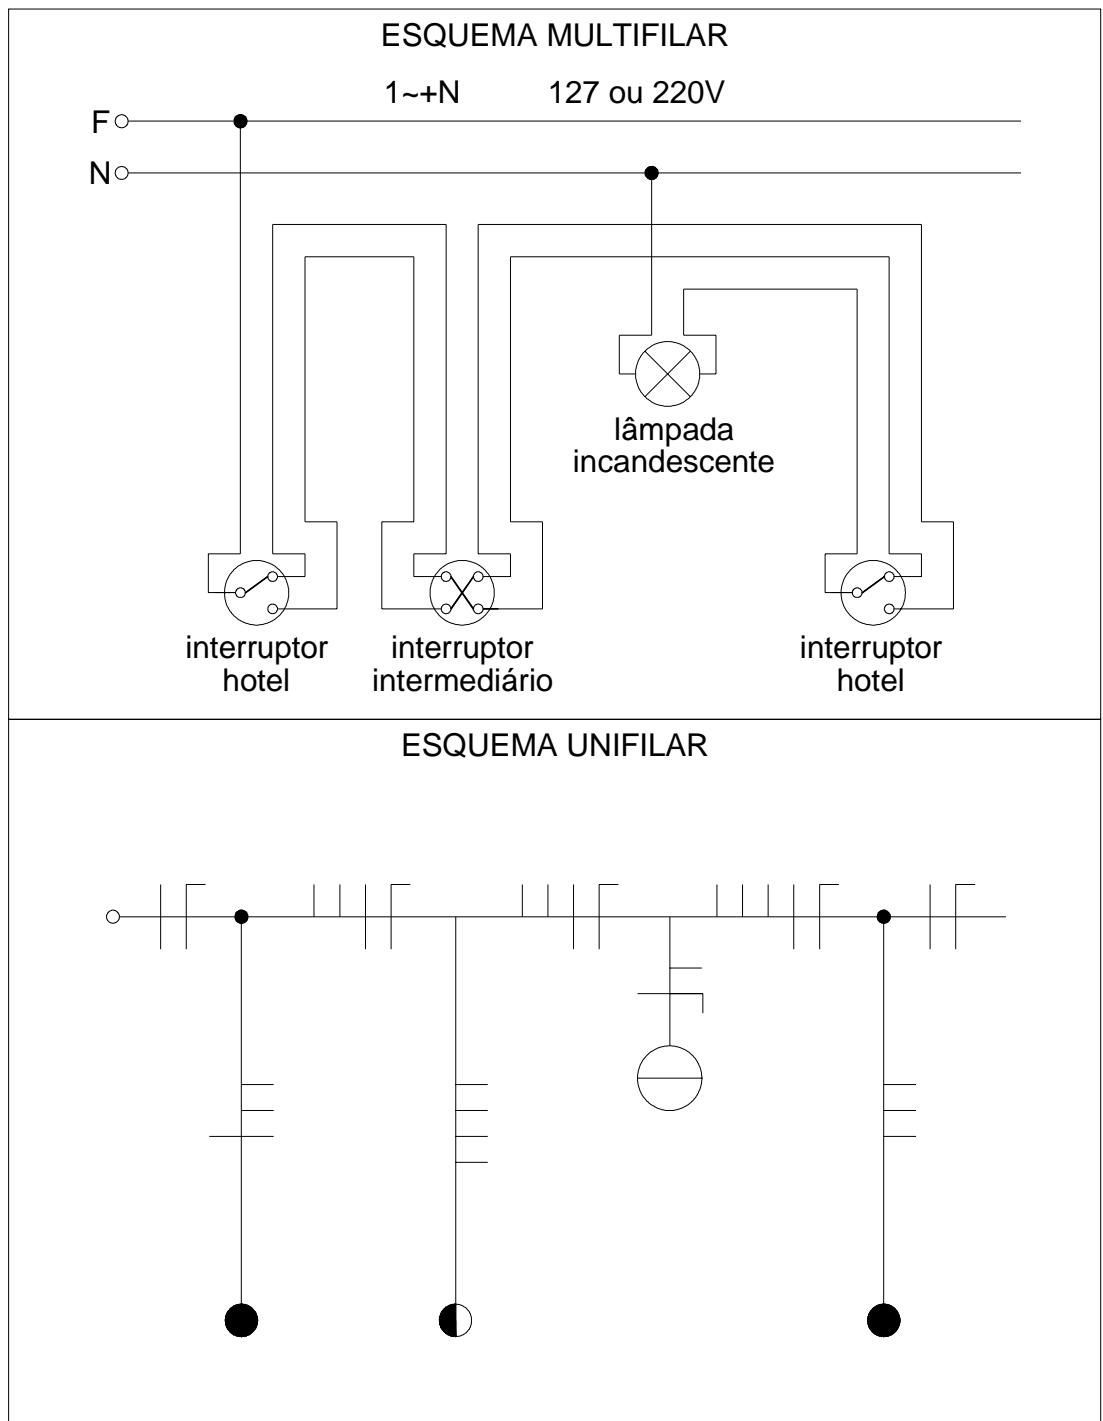 ESQUEMA MULTIFILAR
1~+N 127 ou 220V
F
N
lâmpada
incandescente
interruptor
hotel
interruptor
intermediário
interruptor
hotel
ESQUEMA UNIFILAR